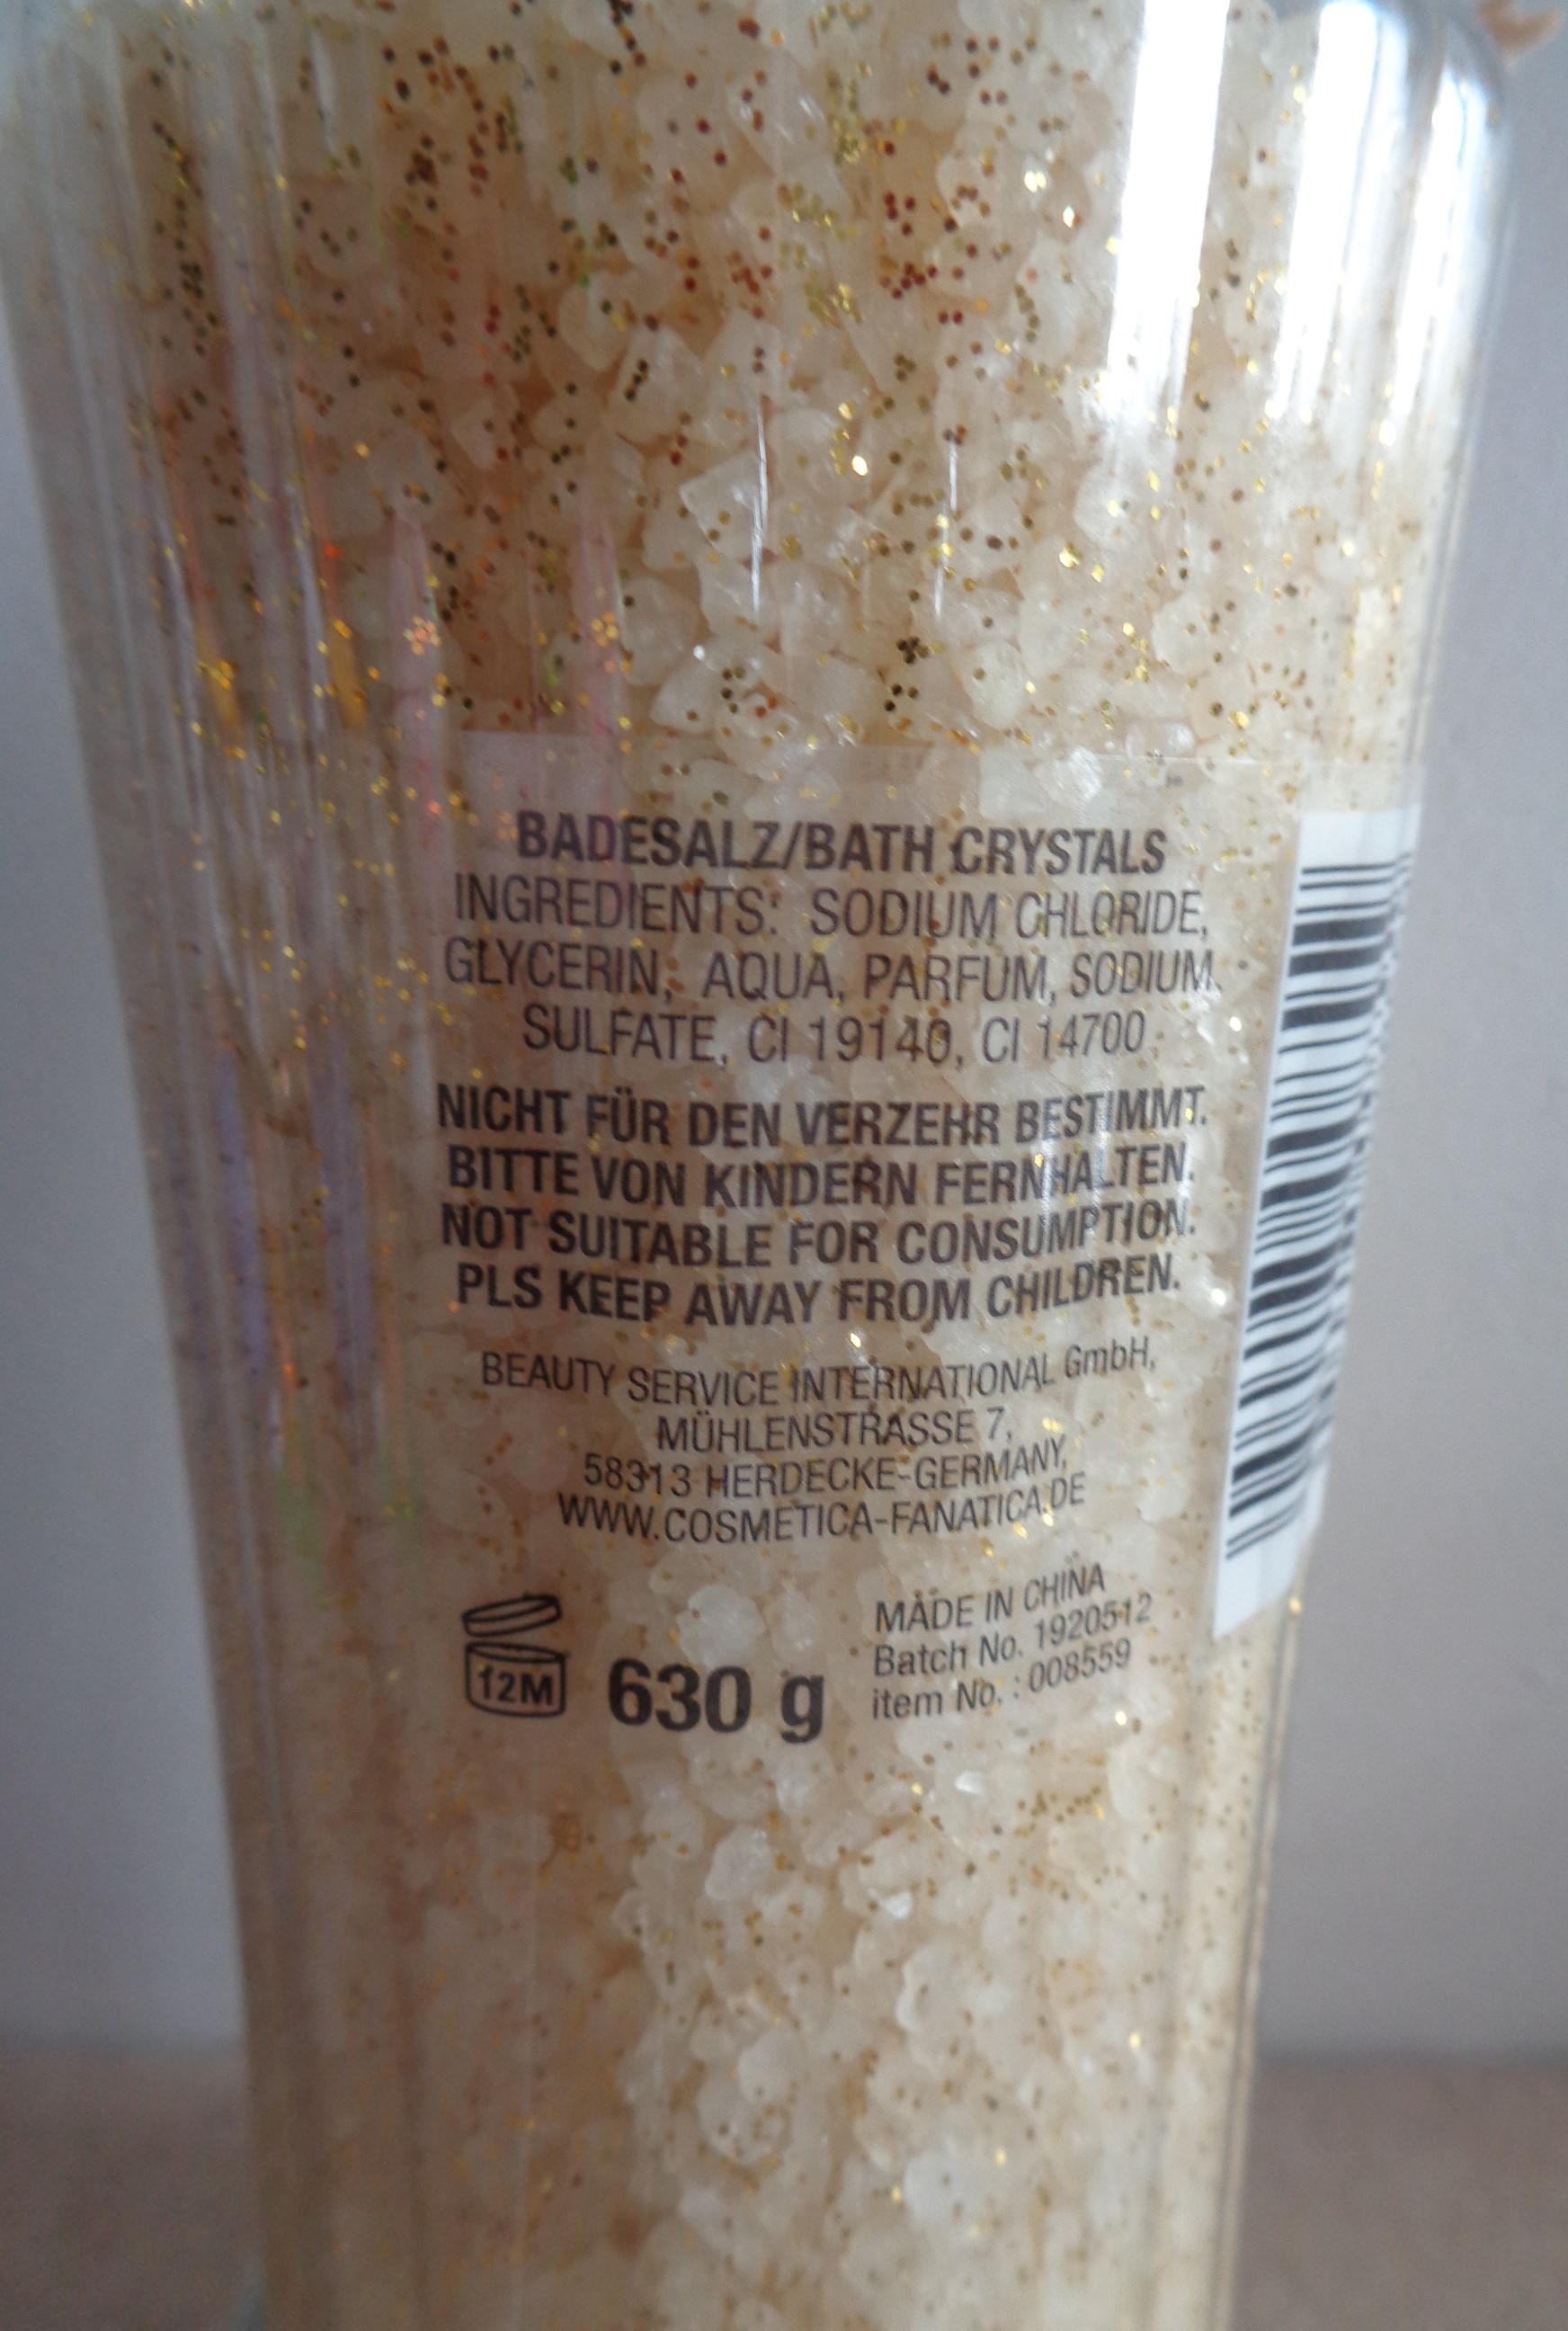 BADESALZ/BATH CRYSTALS
INGREDIENTS: SODIUM CHLORIDE,
GLYCERIN, AQUA, PARFUM, SODIUM
SULFATE, CI 19140, CI 14700
NICHT FÜR DEN VERZEHR BESTIMMT.
BITTE VON KINDERN FERNHALTEN.
NOT SUITABLE FOR CONSUMPTION.
PLS KEEP AWAY FROM CHILDREN.
BEAUTY SERVICE INTERNATIONAL GmbH,
MÜHLENSTRASSE 7,
58313 HERDECKE-GERMANY,
WWW.COSMETICA-FANATICA.DE
12M
630 g
MADE IN CHINA
Batch No. 1920512
item No. : 008559